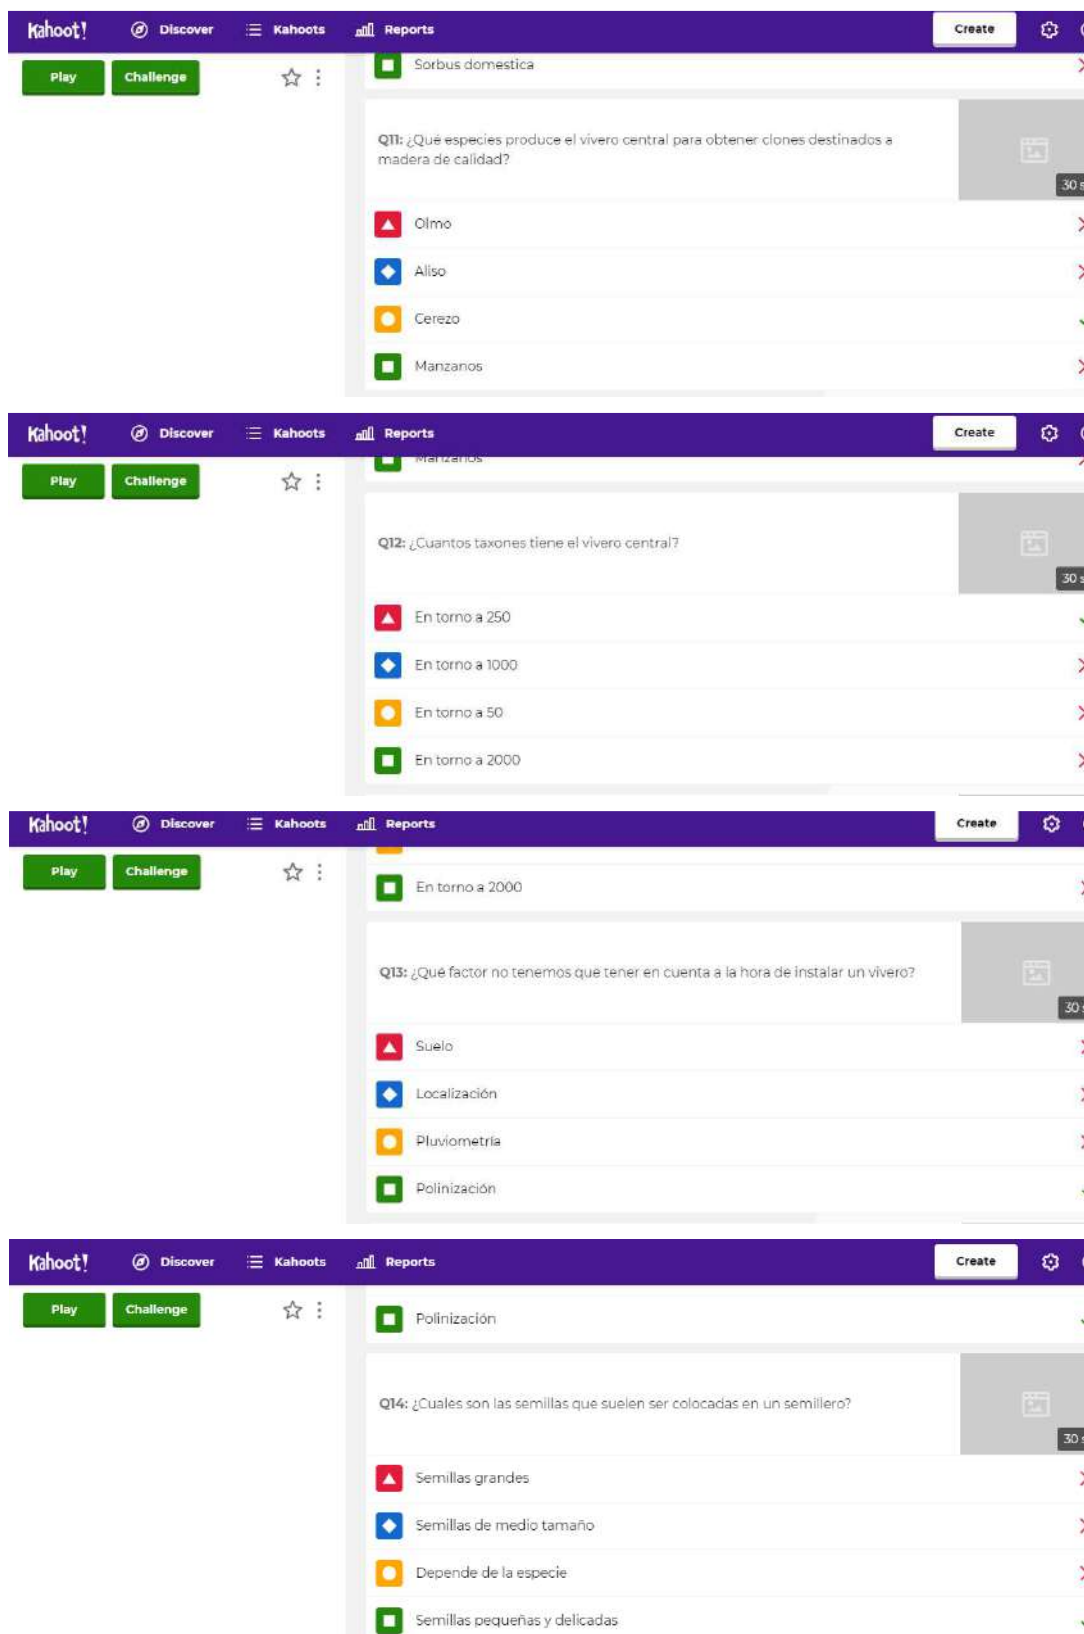 Kahoot! Discover Kahoots Reports Create
Play Challenge
Sorbus domestica
Q11: ¿Qué especies produce el vivero central para obtener clones destinados a
madera de calidad?
30 s
Olmo
Aliso
Cerezo
Manzanos
Kahoot! Discover Kahoots Reports Create
Play Challenge
Manzanos
Q12: ¿Cuantos taxones tiene el vivero central?
30 s
En torno a 250
En torno a 1000
En torno a 50
En torno a 2000
Kahoot! Discover Kahoots Reports Create
Play Challenge
En torno a 2000
Q13: ¿Qué factor no tenemos que tener en cuenta a la hora de instalar un vivero?
30 s
Suelo
Localización
Pluviometría
Polinización
Kahoot! Discover Kahoots Reports Create
Play Challenge
Polinización
Q14: ¿Cuales son las semillas que suelen ser colocadas en un semillero?
30 s
Semillas grandes
Semillas de medio tamaño
Depende de la especie
Semillas pequeñas y delicadas